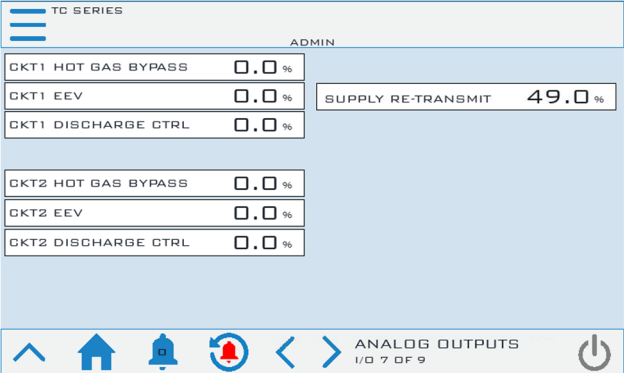 TC SERIES
ADMIN
CKT1 HOT GAS BYPASS 0.0 %
CKT1 EEV 0.0 %
SUPPLY RE-TRANSMIT 49.0 %
CKT1 DISCHARGE CTRL 0.0 %
CKT2 HOT GAS BYPASS 0.0 %
CKT2 EEV 0.0 %
CKT2 DISCHARGE CTRL 0.0 %
0
ANALOG OUTPUTS
I/O 7 OF 9